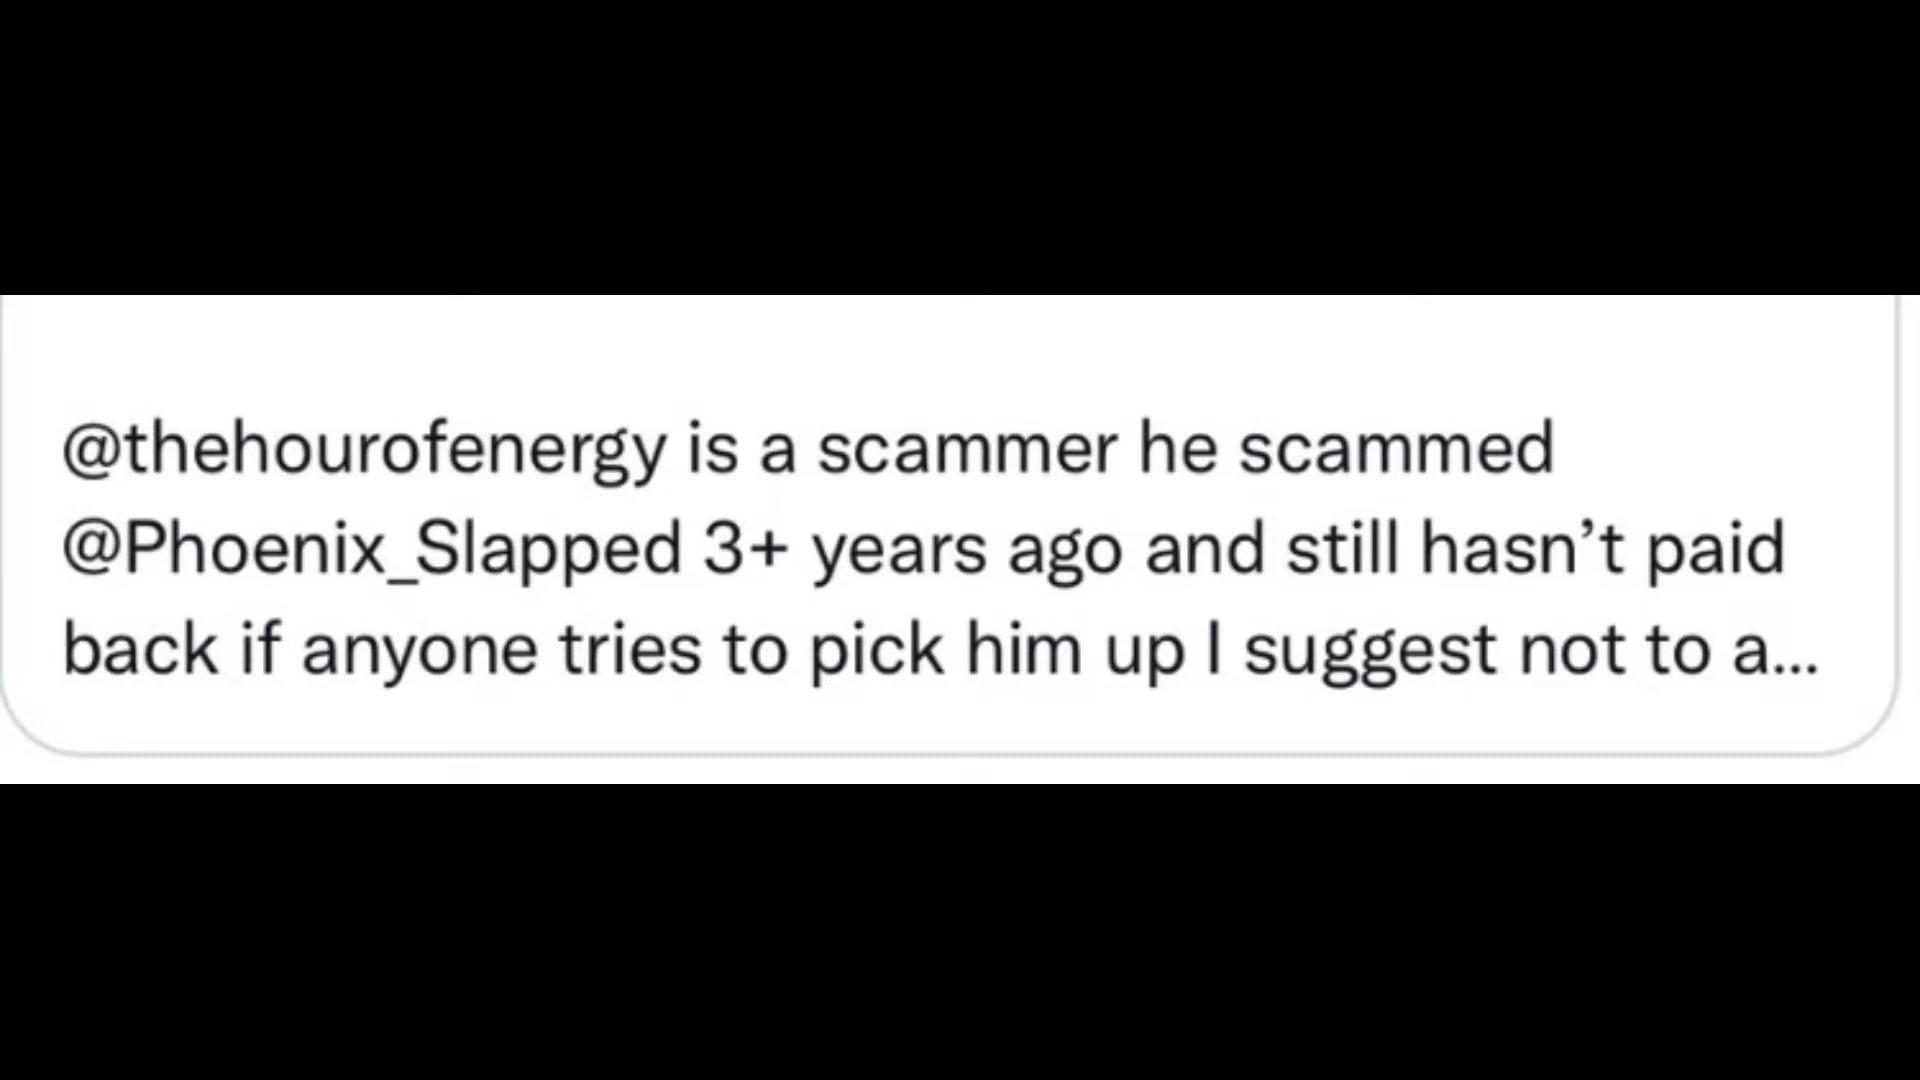 @thehourofenergy is a scammer he scammed
@Phoenix_Slapped 3+ years ago and still hasn’t paid
back if anyone tries to pick him up I suggest not to a...